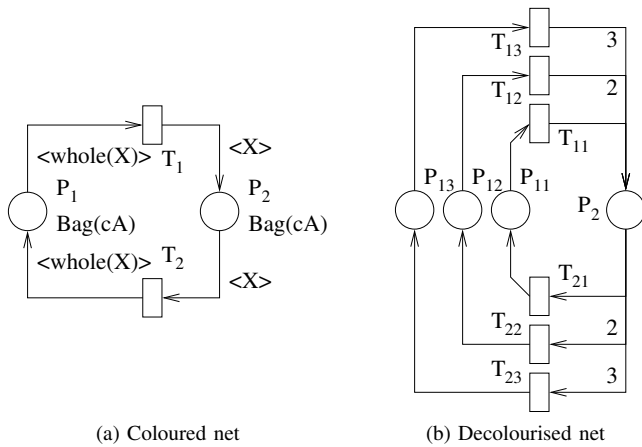 <whole(X)> T1
<X>
P1
Bag(cA)
P2
Bag(cA)
<whole(X)> T2
<X>
(a) Coloured net
T13
3
T12
2
T11
P13
P12
P11
P2
T21
T22
2
T23
3
(b) Decolourised net